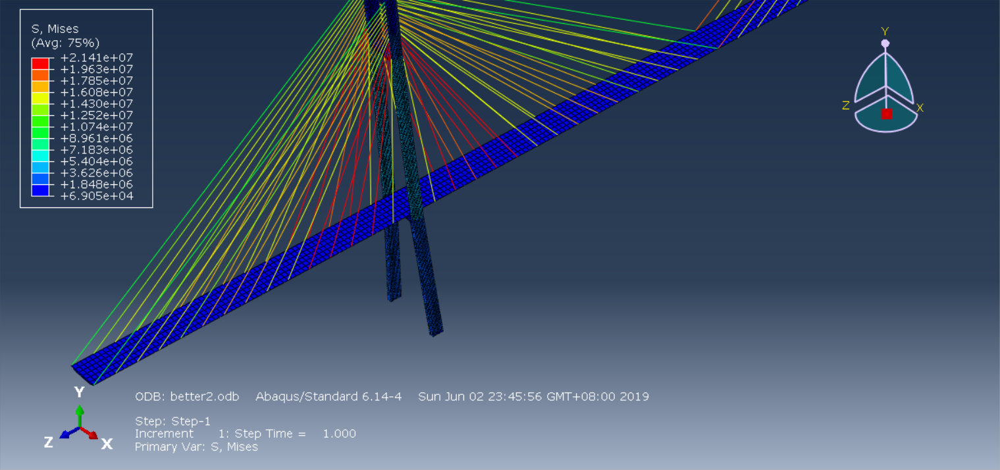 S, Mises
(Avg: 75%)
+2.141e+07
+1.963e+07
+1.785e+07
+1.608e+07
+1.430e+07
+1.252e+07
+1.074e+07
+8.961e+06
+7.183e+06
+5.404e+06
+3.626e+06
+1.848e+06
+6.905e+04
Y
Z
X
Y
Z
X
ODB: better2.odb Abaqus/Standard 6.14-4 Sun Jun 02 23:45:56 GMT+08:00 2019
Step: Step-1
Increment 1: Step Time = 1.000
Primary Var: S, Mises